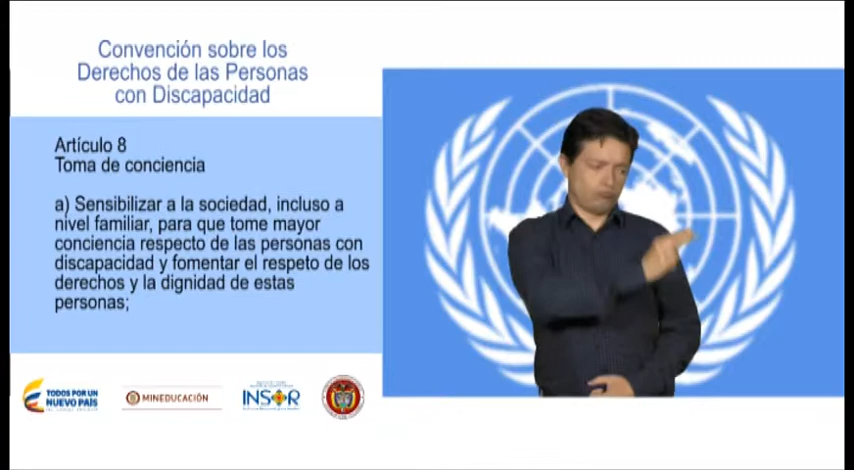 Convención sobre los
Derechos de las Personas
con Discapacidad
Artículo 8
Toma de conciencia
a) Sensibilizar a la sociedad, incluso a
nivel familiar, para que tome mayor
conciencia respecto de las personas con
discapacidad y fomentar el respeto de los
derechos y la dignidad de estas
personas;
TODOS POR UN
NUEVO PAÍS
MINEDUCACIÓN
INSOR